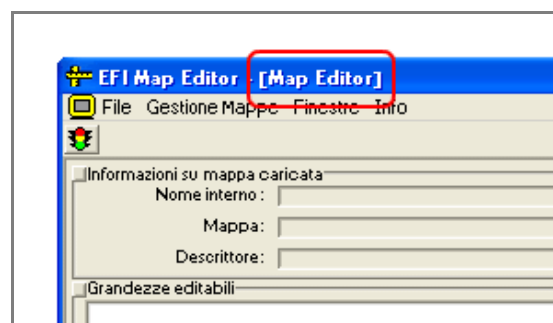 EFI Map Editor - [Map Editor]
File Gestione Mappe Finestre Info
Informazioni su mappa caricata
Nome interno:
Mappa:
Descrittore:
Grandezze editabili